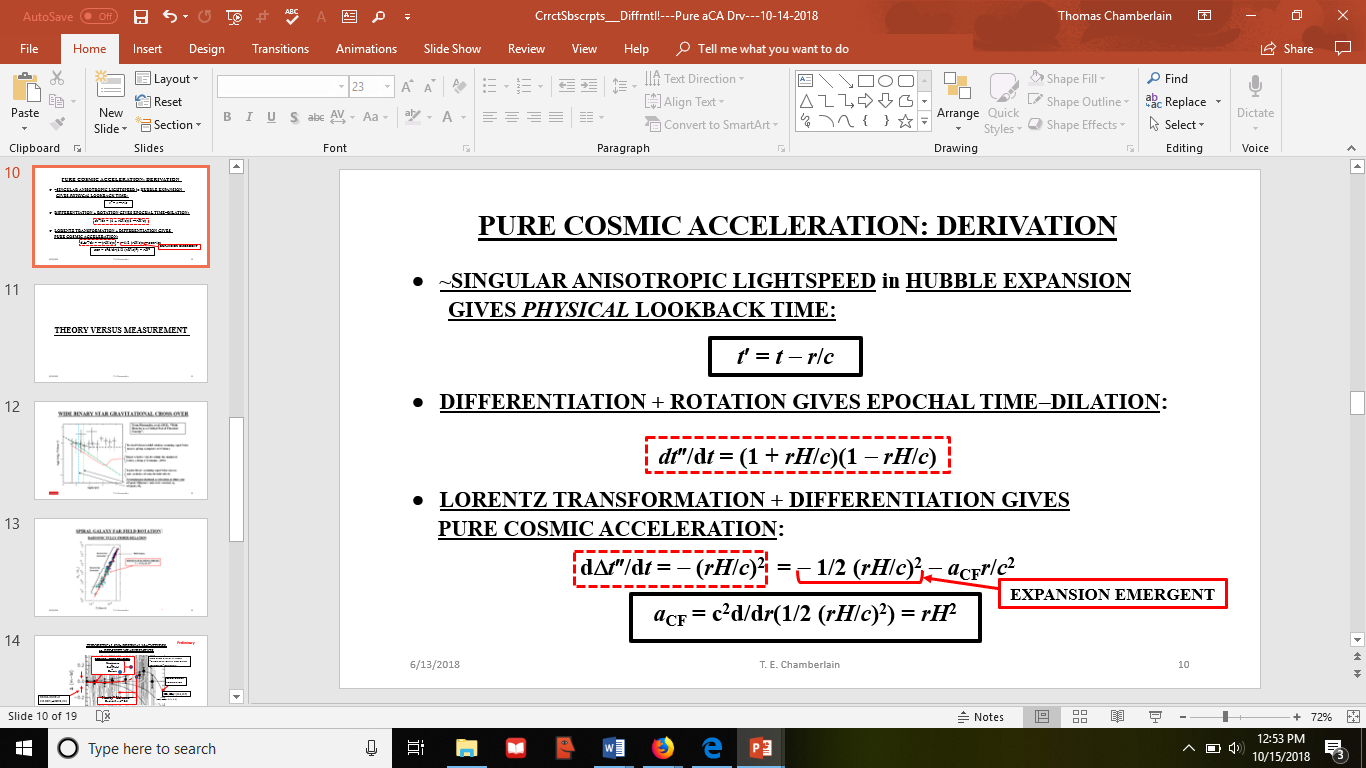 AutoSave Off
CrrctSbscrpts__Diffrntl!---Pure aCA Drv---10-14-2018
Thomas Chamberlain
File Home Insert Design Transitions Animations Slide Show Review View Help Tell me what you want to do Share
Paste
New Slide
Layout
Reset
Section
23
Text Direction
Align Text
Convert to SmartArt
Arrange
Quick Styles
Shape Fill
Shape Outline
Shape Effects
Find
Replace
Select
Dictate
Clipboard Slides Font Paragraph Drawing Editing Voice
10
PURE COSMIC ACCELERATION: DERIVATION
11
THEORY VERSUS MEASUREMENT
12
WIDE BINARY STAR GRAVITATIONAL CROSS-OVER
13
SPIRAL GALAXY FAR-FIELD ROTATION
14
Preliminary
PURE COSMIC ACCELERATION: DERIVATION
● ~SINGULAR ANISOTROPIC LIGHTSPEED in HUBBLE EXPANSION
GIVES PHYSICAL LOOKBACK TIME:
t' = t – r/c
● DIFFERENTIATION + ROTATION GIVES EPOCHAL TIME–DILATION:
dt''/dt = (1 + rH/c)(1 – rH/c)
● LORENTZ TRANSFORMATION + DIFFERENTIATION GIVES
PURE COSMIC ACCELERATION:
dΔt''/dt = – (rH/c)² = – 1/2 (rH/c)² – aCFr/c²
EXPANSION EMERGENT
aCF = c²d/dr(1/2 (rH/c)²) = rH²
6/13/2018 T. E. Chamberlain 10
Slide 10 of 19
Notes
72%
Type here to search
12:53 PM
10/15/2018
3